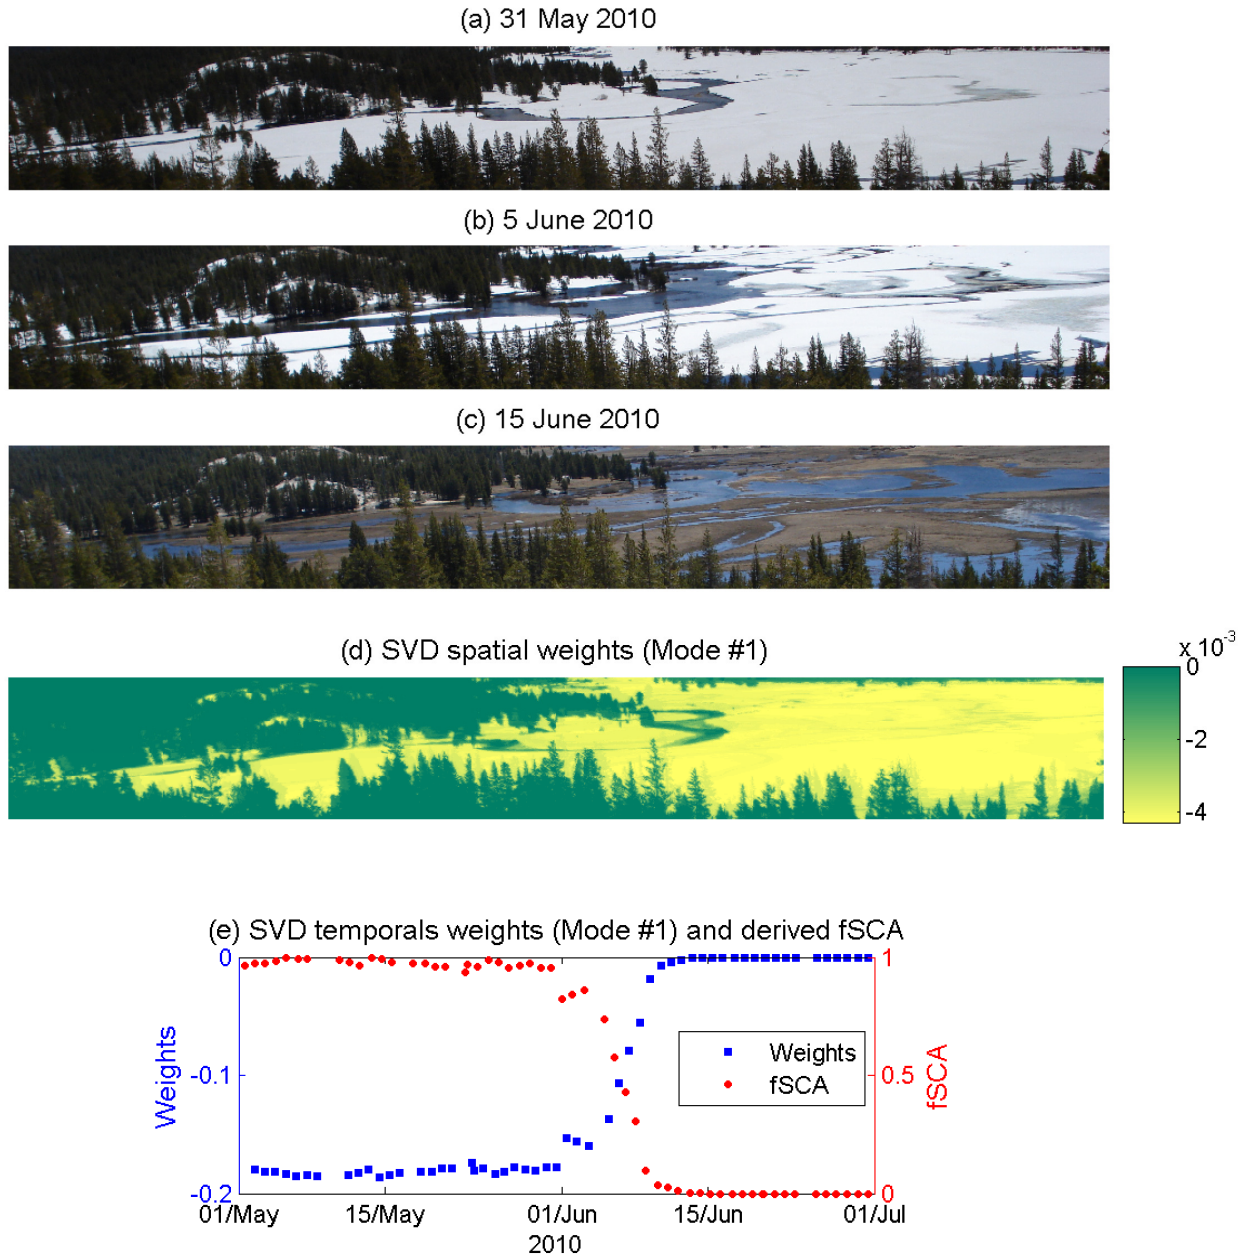 (a) 31 May 2010
(b) 5 June 2010
(c) 15 June 2010
(d) SVD spatial weights (Mode #1)
x 10-3
0
-2
-4
(e) SVD temporals weights (Mode #1) and derived fSCA
0
-0.1
-0.2
Weights
1
0.5
0
fSCA
Weights
fSCA
01/May 15/May 01/Jun 15/Jun 01/Jul
2010